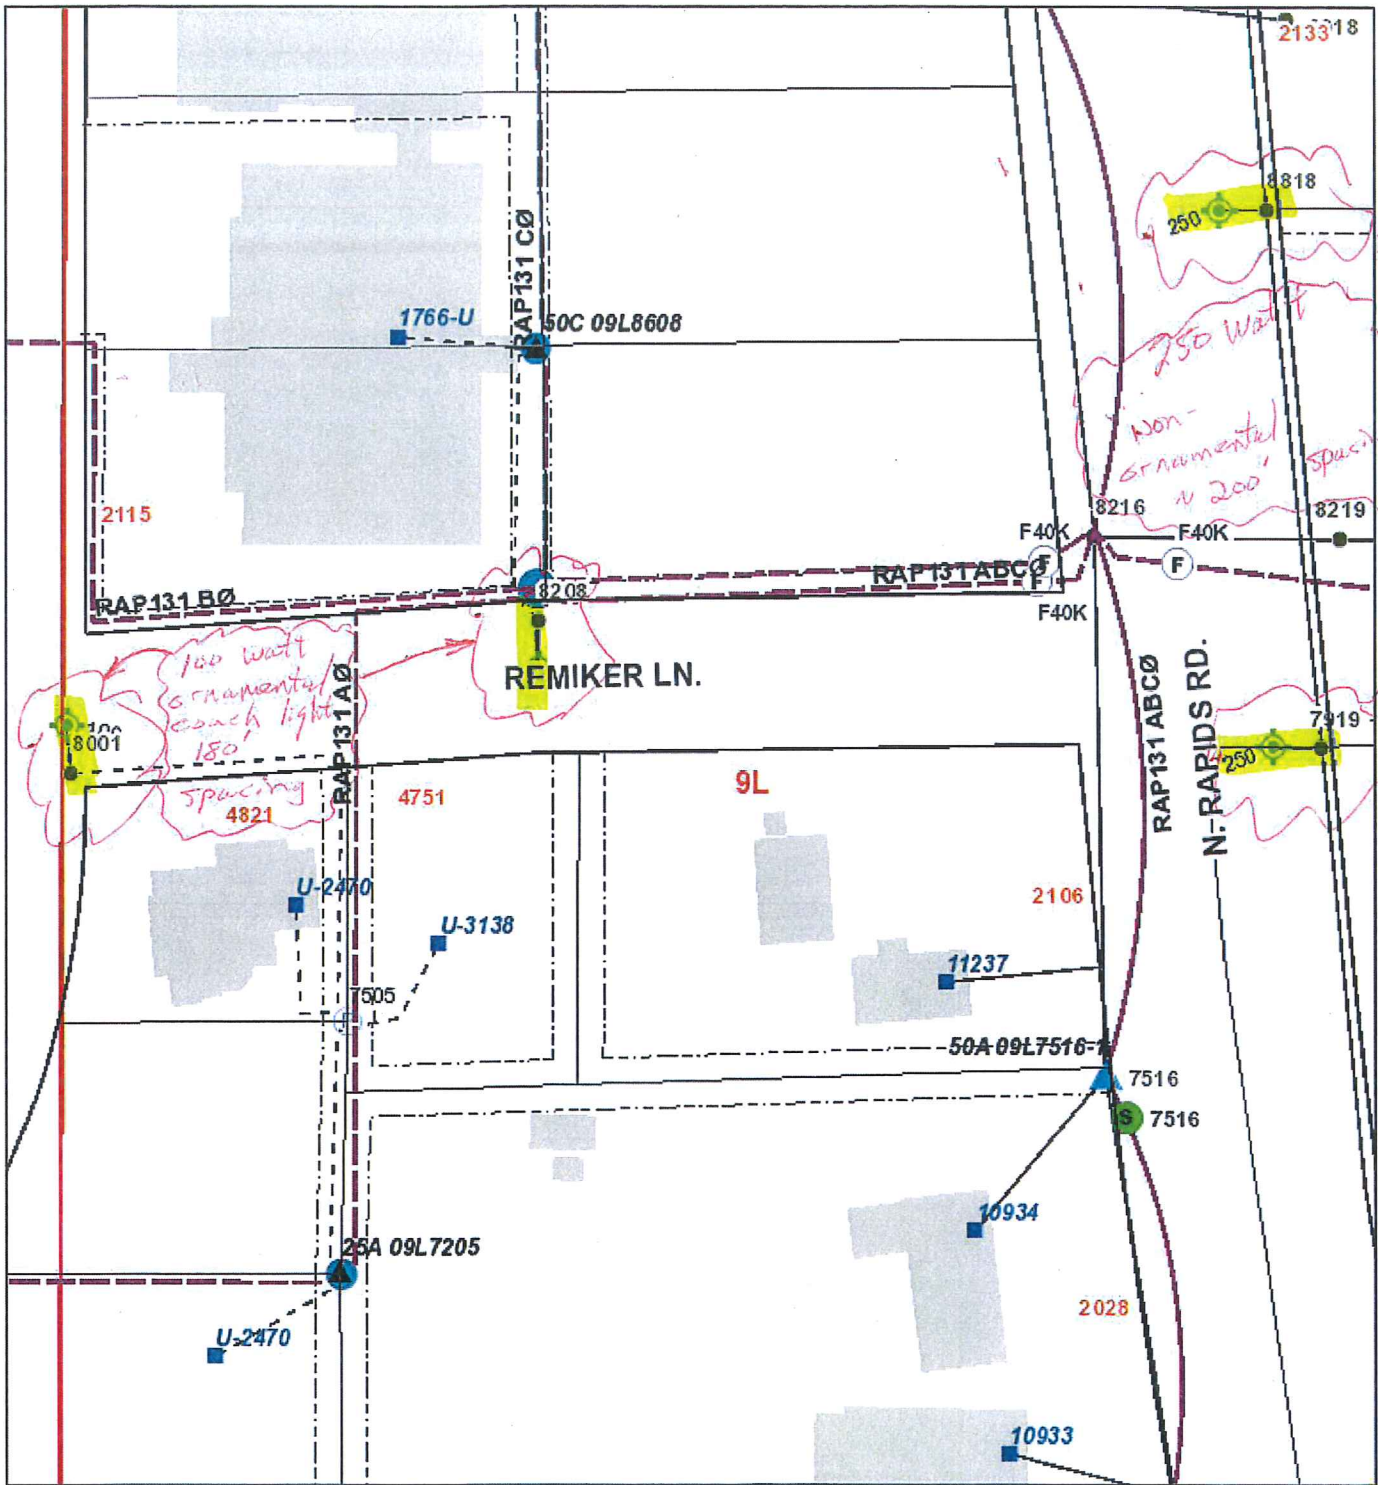 2133 18
8818
250
RAP131 CØ
1766-U
50C 09L8608
250 Watt
Non-
ornamental
~ 200' spaci
2115
8216
8219
F40K
F40K
F
F
RAP131 ABCØ
F40K
RAP131 BØ
8208
REMIKER LN.
100 watt
ornamental
coach light
180'
spacing
100
8001
RAP131 AØ
4821
4751
9L
RAP131 ABCØ
N. RAPIDS RD.
7919
250
U-2470
U-3138
2106
11237
7505
50A 09L7516-1
7516
S
7516
10934
25A 09L7205
2028
U-2470
10933